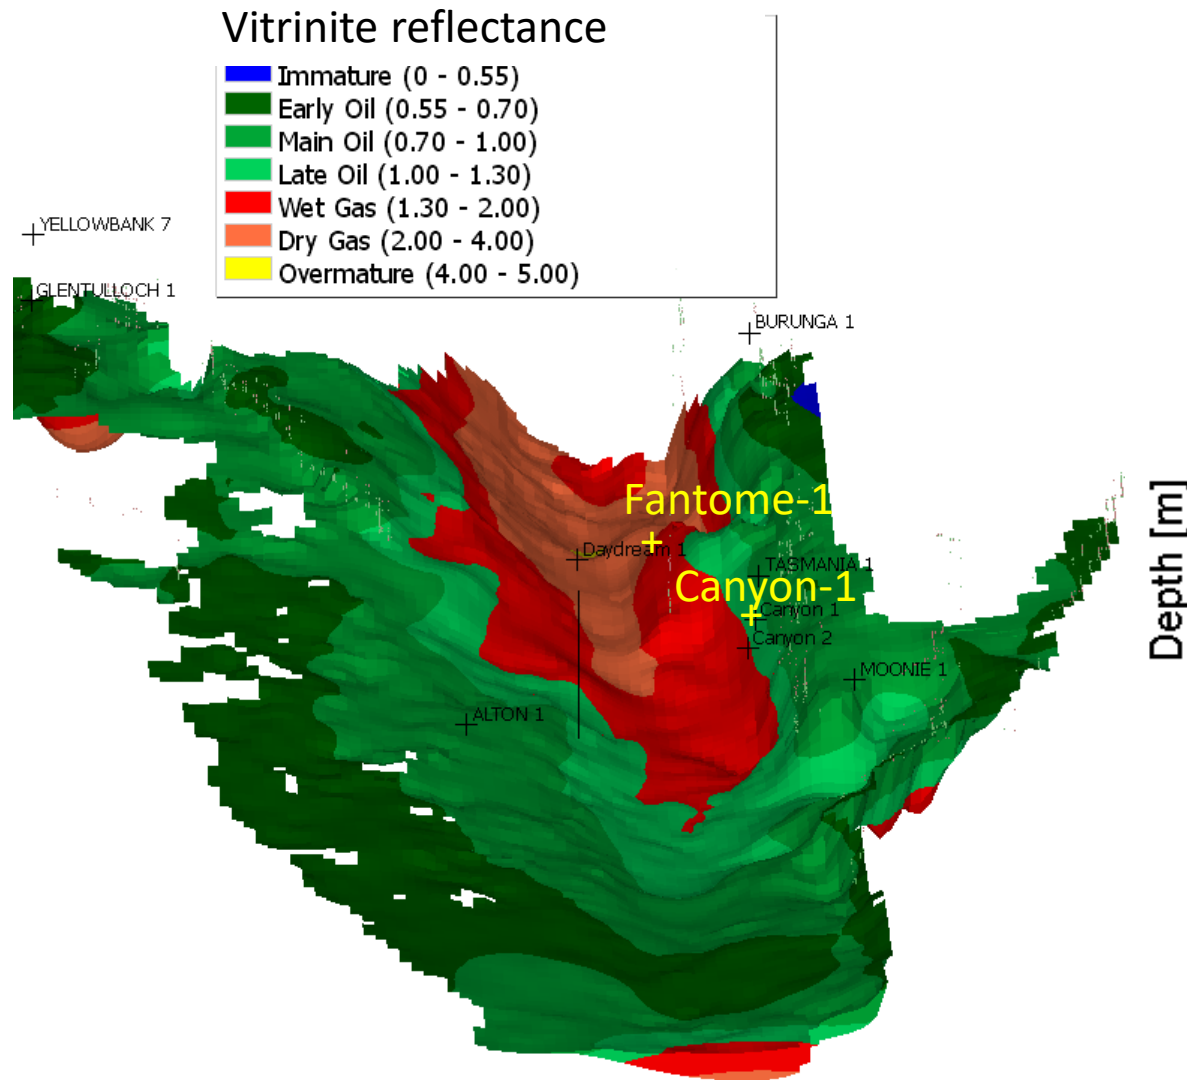 Vitrinite reflectance
Immature (0 - 0.55)
Early Oil (0.55 - 0.70)
Main Oil (0.70 - 1.00)
Late Oil (1.00 - 1.30)
Wet Gas (1.30 - 2.00)
Dry Gas (2.00 - 4.00)
Overmature (4.00 - 5.00)
YELLOWBANK 7
GLENTULLOCH 1
BURUNGA 1
Fantome-1
Daydream 1
TASMANIA 1
Canyon-1
Canyon 1
Canyon 2
MOONIE 1
ALTON 1
Depth [m]